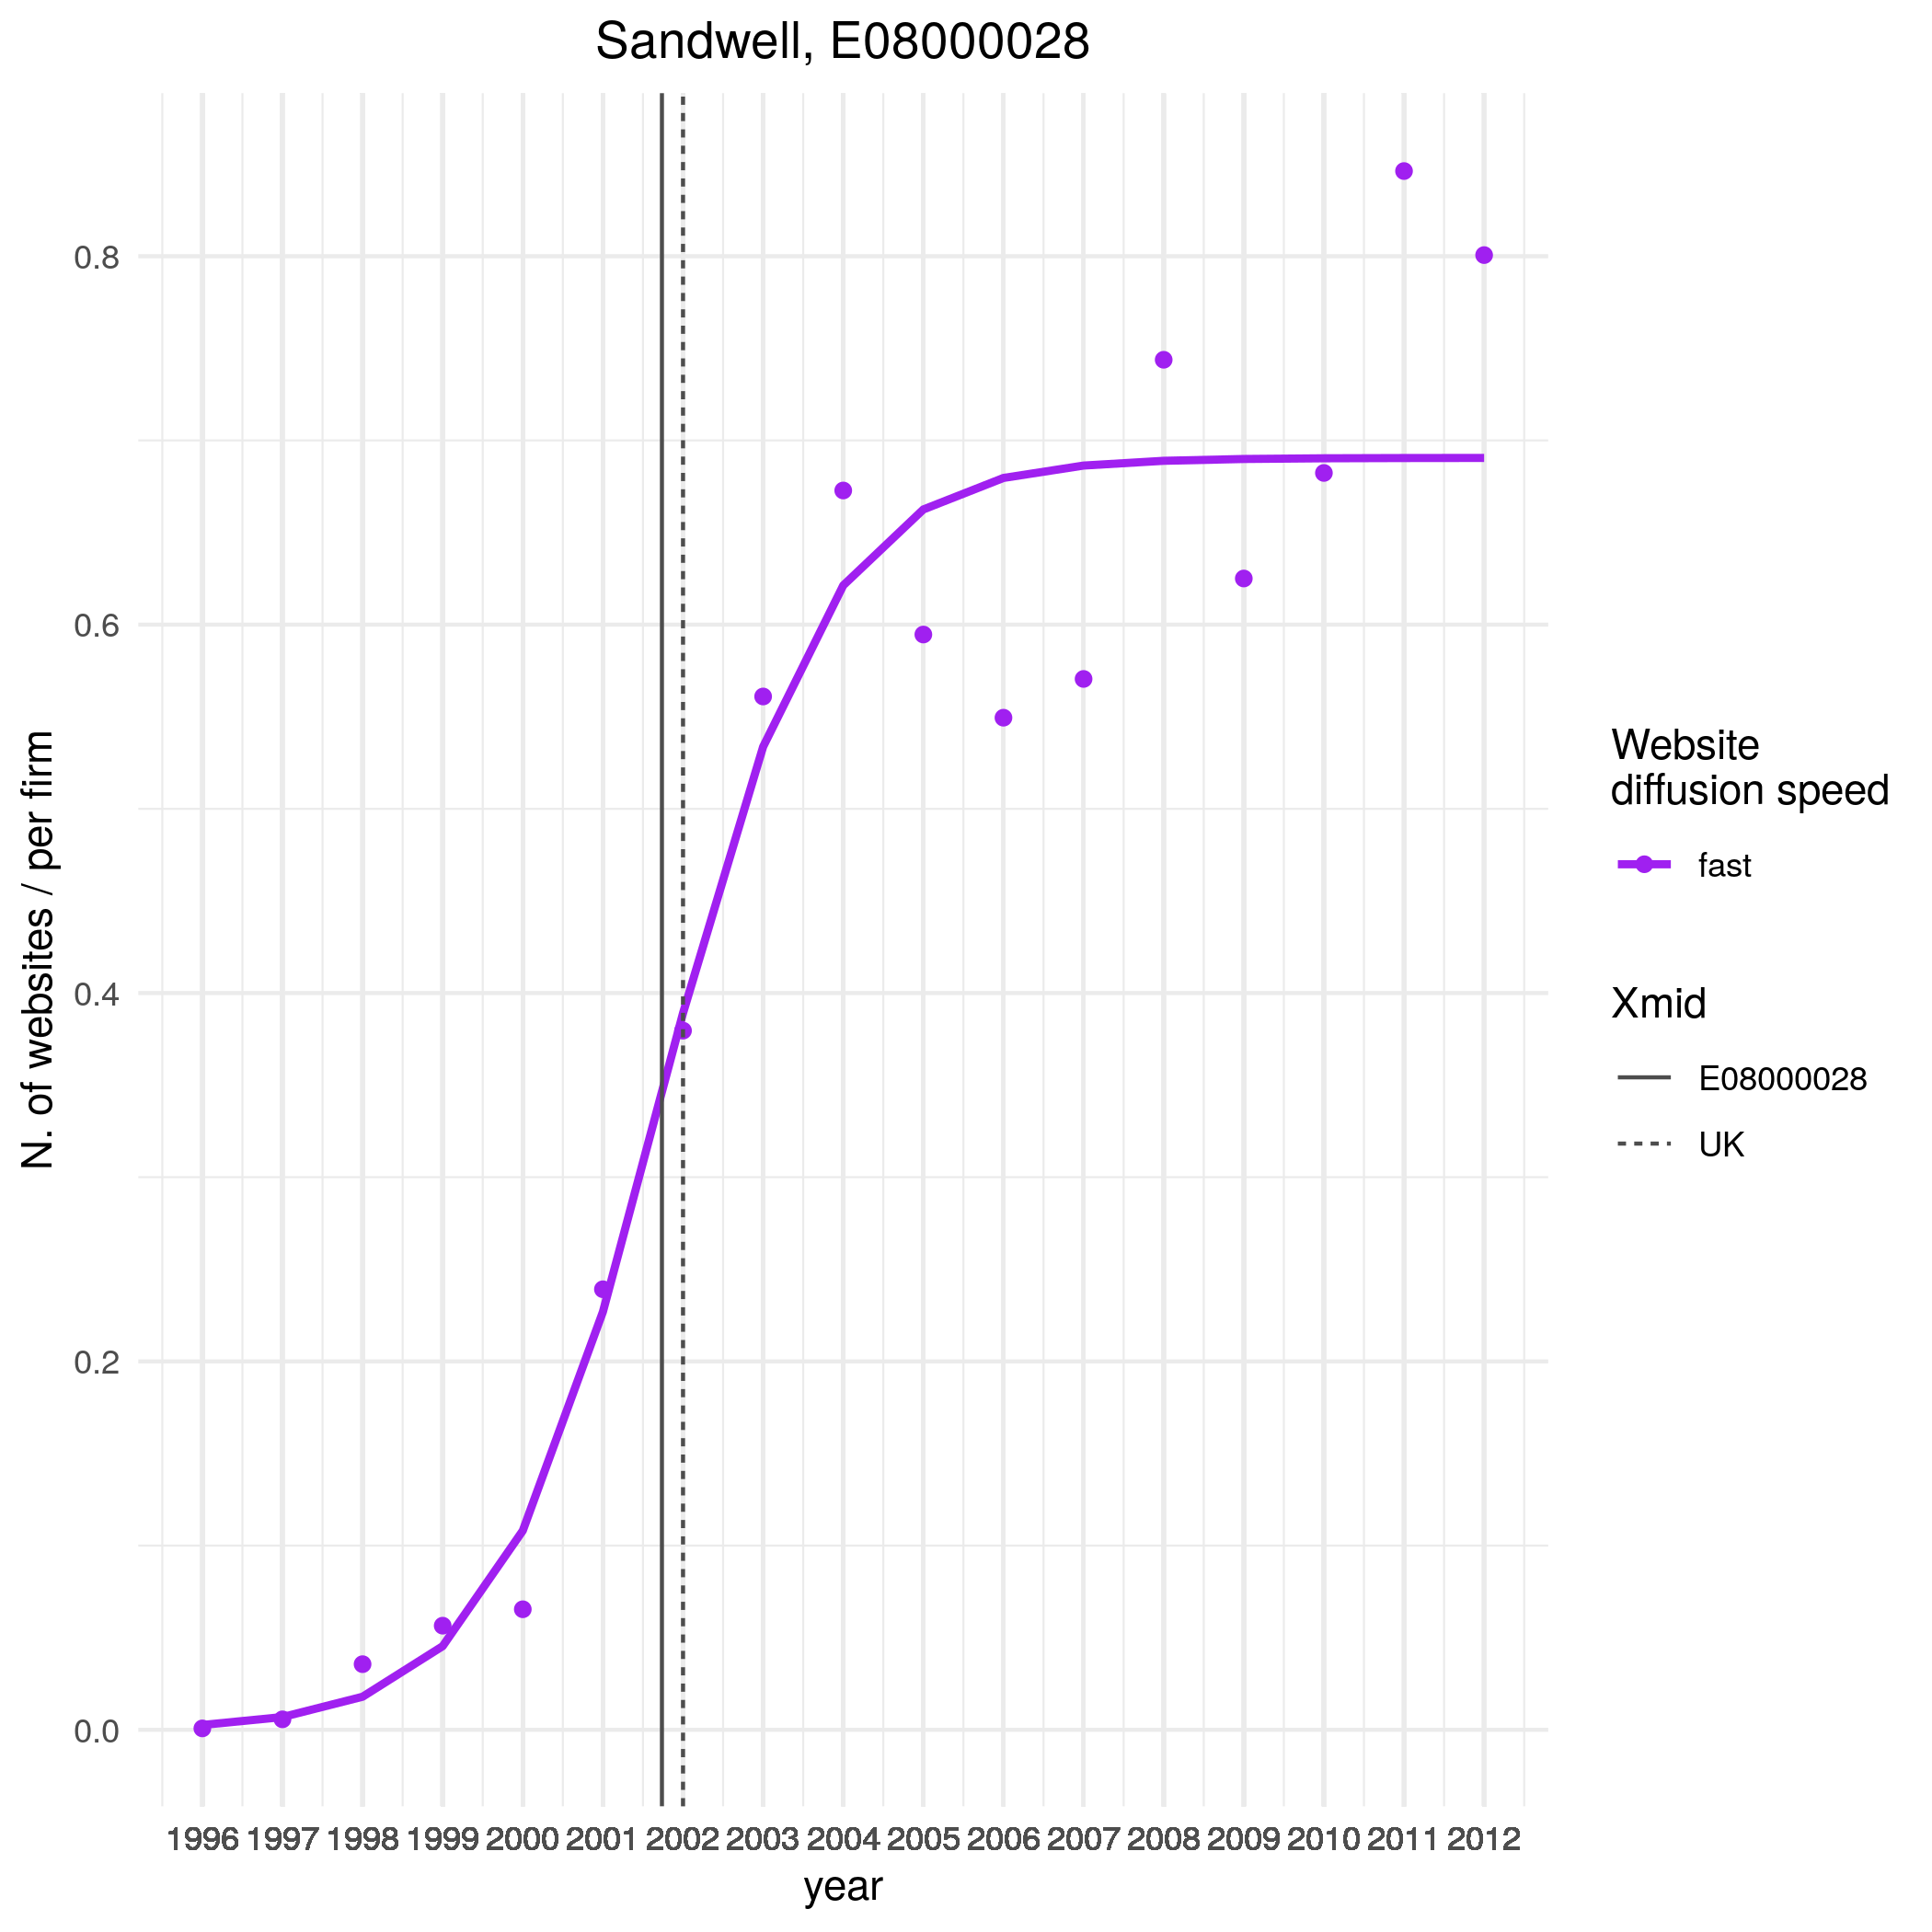 Sandwell, E08000028
N. of websites / per firm
0.8
0.6
0.4
0.2
0.0
1996 1997 1998 1999 2000 2001 2002 2003 2004 2005 2006 2007 2008 2009 2010 2011 2012
year
Website
diffusion speed
fast
Xmid
E08000028
UK